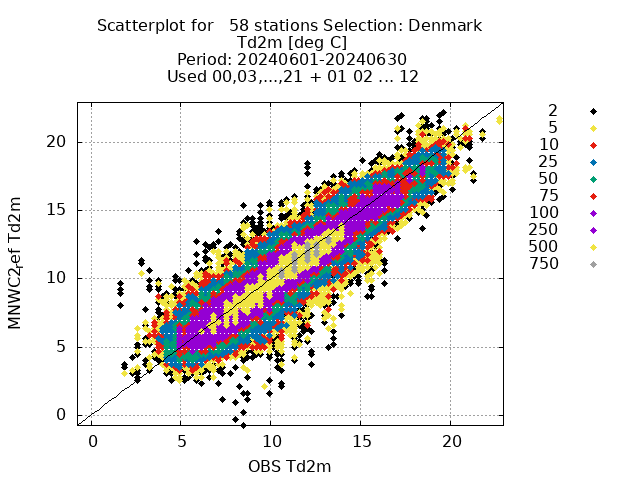 Scatterplot for 58 stations Selection: Denmark
Td2m [deg C]
Period: 20240601-20240630
Used 00,03,...,21 + 01 02 ... 12
2
5
10
25
50
75
100
250
500
750
20
15
10
5
0
0 5 10 15 20
OBS Td2m